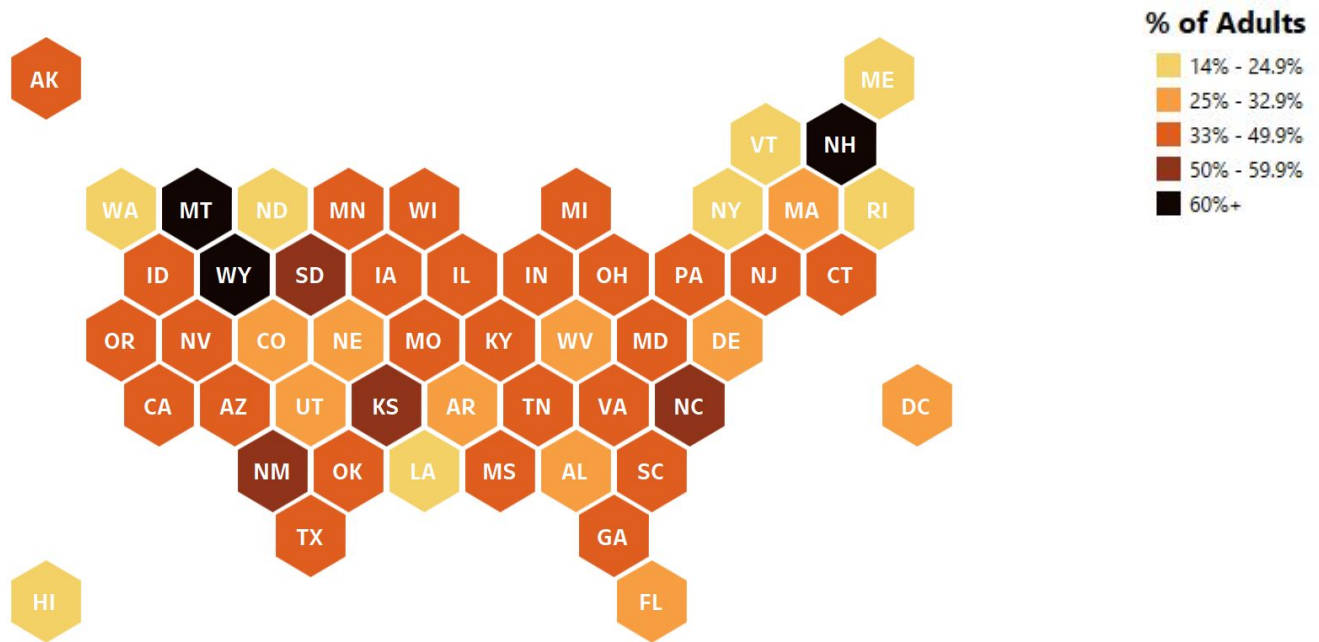 % of Adults
14% - 24.9%
25% - 32.9%
33% - 49.9%
50% - 59.9%
60%+
AK
ME
VT
NH
WA
MT
ND
MN
WI
MI
NY
MA
RI
ID
WY
SD
IA
IL
IN
OH
PA
NJ
CT
OR
NV
CO
NE
MO
KY
WV
MD
DE
CA
AZ
UT
KS
AR
TN
VA
NC
DC
NM
OK
LA
MS
AL
SC
TX
GA
HI
FL